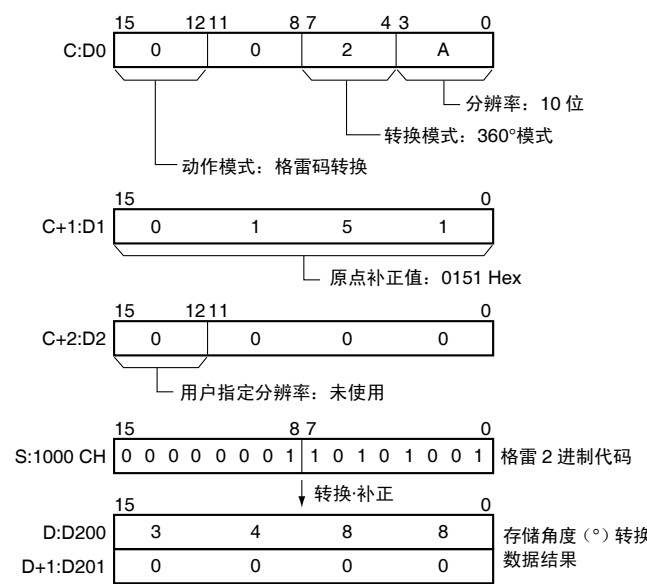 15 12 11 8 7 4 3 0
C:D0 0 0 2 A
分辨率：10 位
转换模式：360°模式
动作模式：格雷码转换
15 0
C+1:D1 0 1 5 1
原点补正值：0151 Hex
15 12 11 0
C+2:D2 0 0 0 0
用户指定分辨率：未使用
15 8 7 0
S:1000 CH 0 0 0 0 0 0 0 1 1 0 1 0 1 0 0 1 格雷 2 进制代码
转换·补正
15 0
D:D200 3 4 8 8 存储角度（°）转换
D+1:D201 0 0 0 0 数据结果